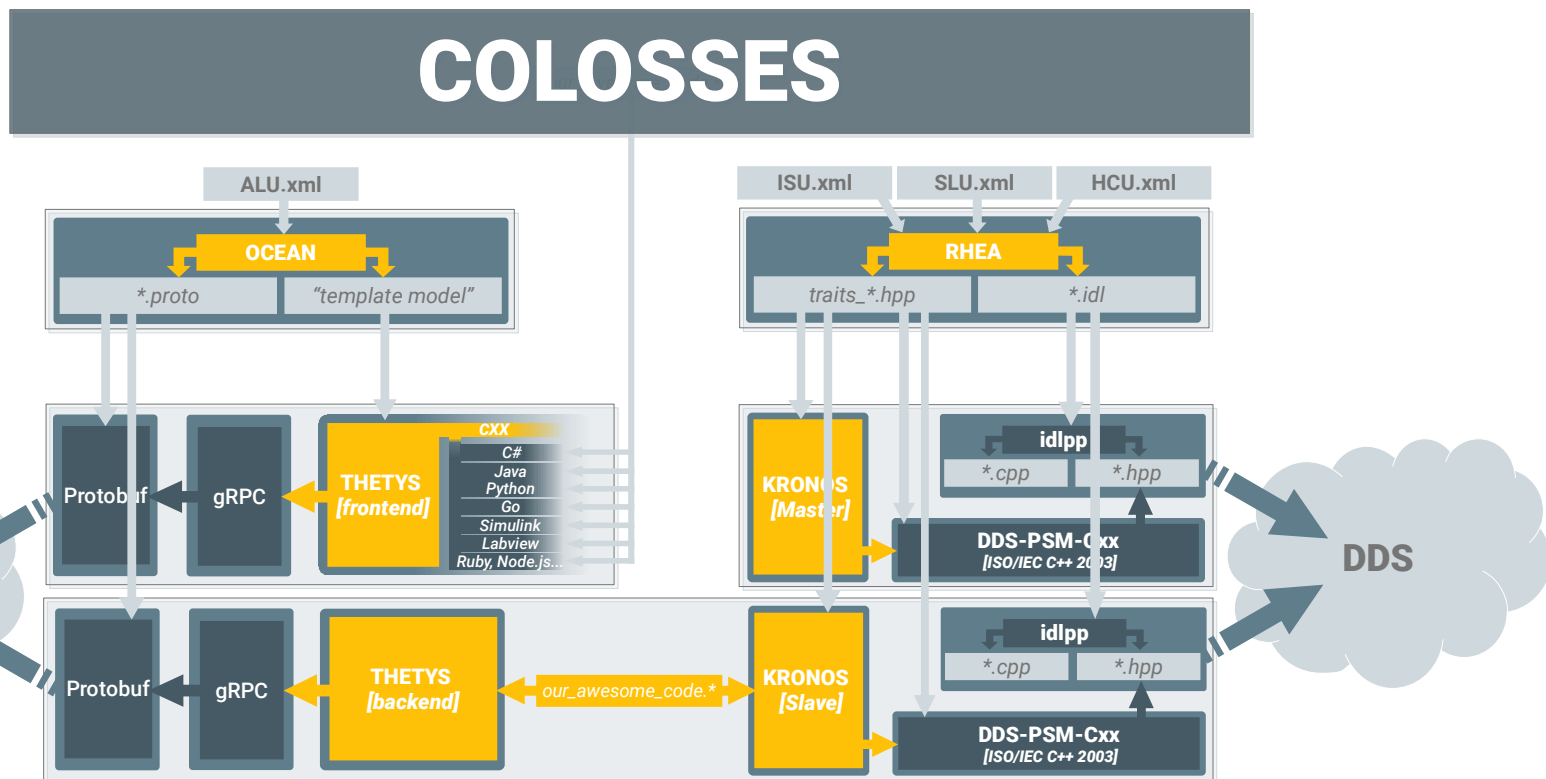 COLOSSES
ALU.xml
ISU.xml
SLU.xml
HCU.xml
OCEAN
*.proto
“template model”
RHEA
traits_*.hpp
*.idl
Protobuf
gRPC
THETYS
[frontend]
cxx
C#
Java
Python
Go
Simulink
Labview
Ruby, Node.js...
KRONOS
[Master]
idlpp
*.cpp
*.hpp
DDS-PSM-Cxx
[ISO/IEC C++ 2003]
DDS
Protobuf
gRPC
THETYS
[backend]
our_awesome_code.*
KRONOS
[Slave]
idlpp
*.cpp
*.hpp
DDS-PSM-Cxx
[ISO/IEC C++ 2003]